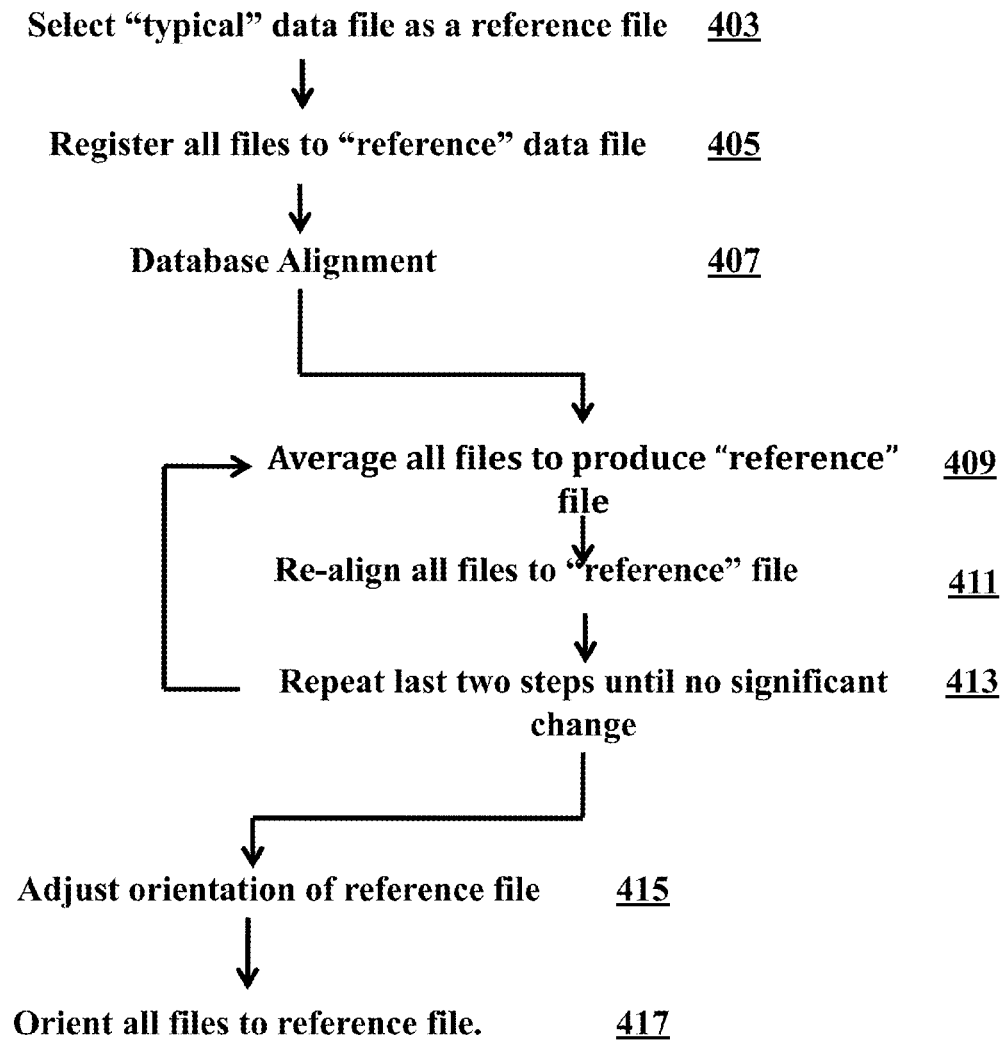 Select “typical” data file as a reference file 403
Register all files to “reference” data file 405
Database Alignment 407
Average all files to produce “reference” 409
file
Re-align all files to “reference” file 411
Repeat last two steps until no significant 413
change
Adjust orientation of reference file 415
Orient all files to reference file. 417